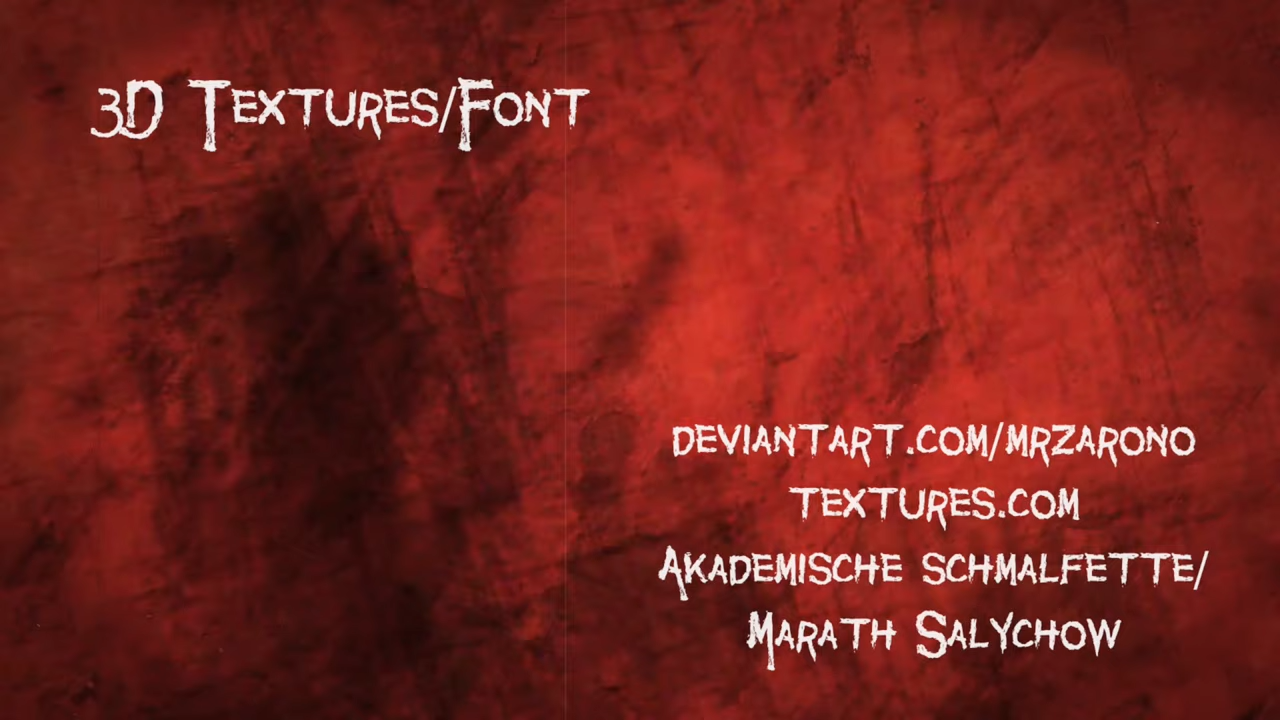 3D Textures/Font
deviantart.com/mrzarono
textures.com
Akademische schmalfette/
Marath Salychow